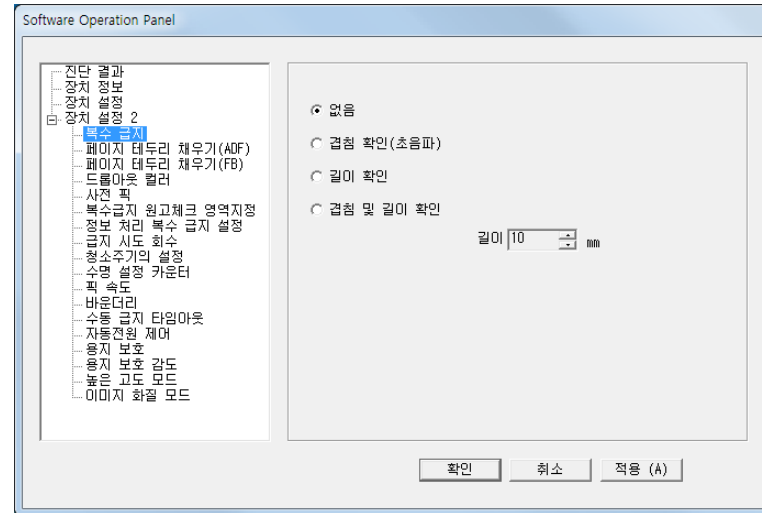 Software Operation Panel
진단 결과
장치 정보
장치 설정
장치 설정 2
복수 급지
페이지 테두리 채우기(ADF)
페이지 테두리 채우기(FB)
드롭아웃 컬러
사전 픽
복수급지 원고체크 영역지정
정보 처리 복수 급지 설정
급지 시도 회수
청소주기의 설정
수명 설정 카운터
픽 속도
바운더리
수동 급지 타임아웃
자동전원 제어
용지 보호
용지 보호 감도
높은 고도 모드
이미지 화질 모드
없음
겹침 확인(초음파)
길이 확인
겹침 및 길이 확인
길이 10 mm
확인 취소 적용 (A)